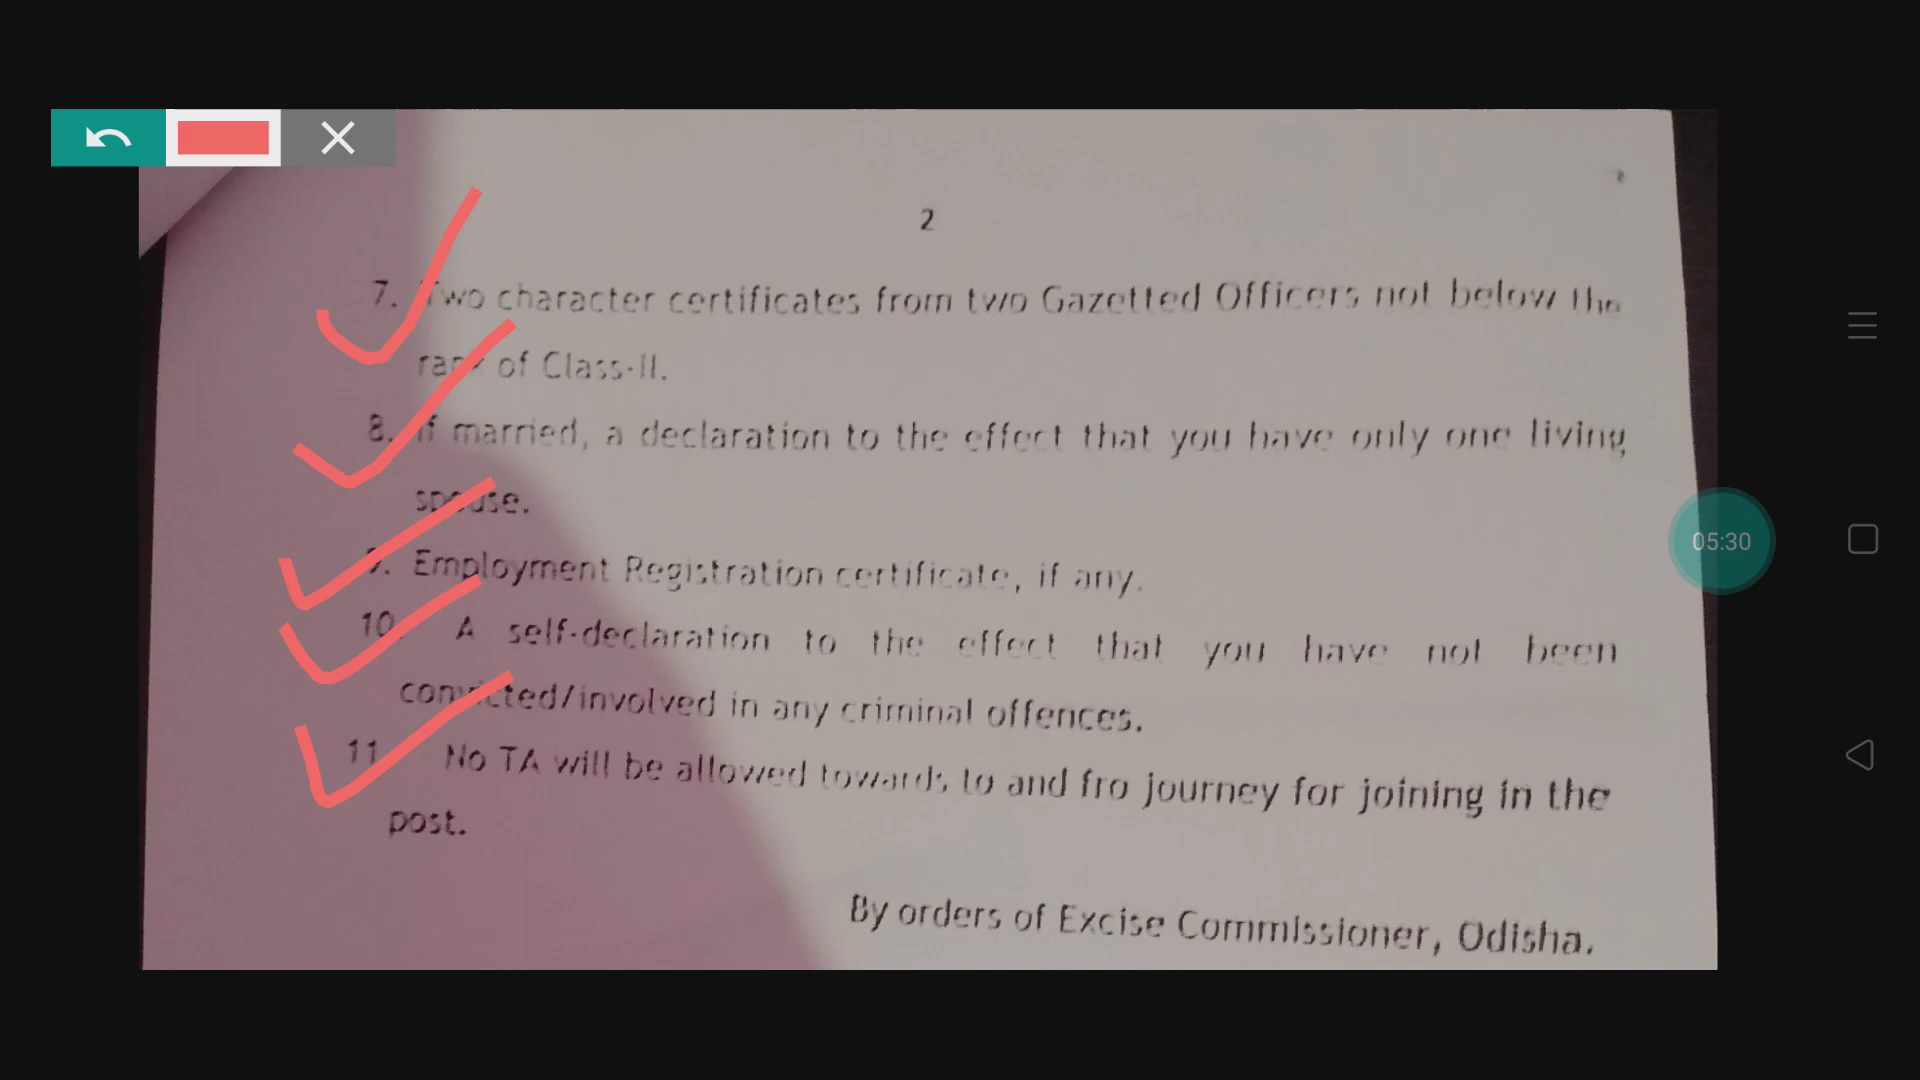 2
7. Two character certificates from two Gazetted Officers not below the
rank of Class-II.
8. If married, a declaration to the effect that you have only one living
spouse.
9. Employment Registration certificate, if any.
10. A self-declaration to the effect that you have not been
convicted/involved in any criminal offences.
11. No TA will be allowed towards to and fro journey for joining in the
post.
By orders of Excise Commissioner, Odisha.
05:30